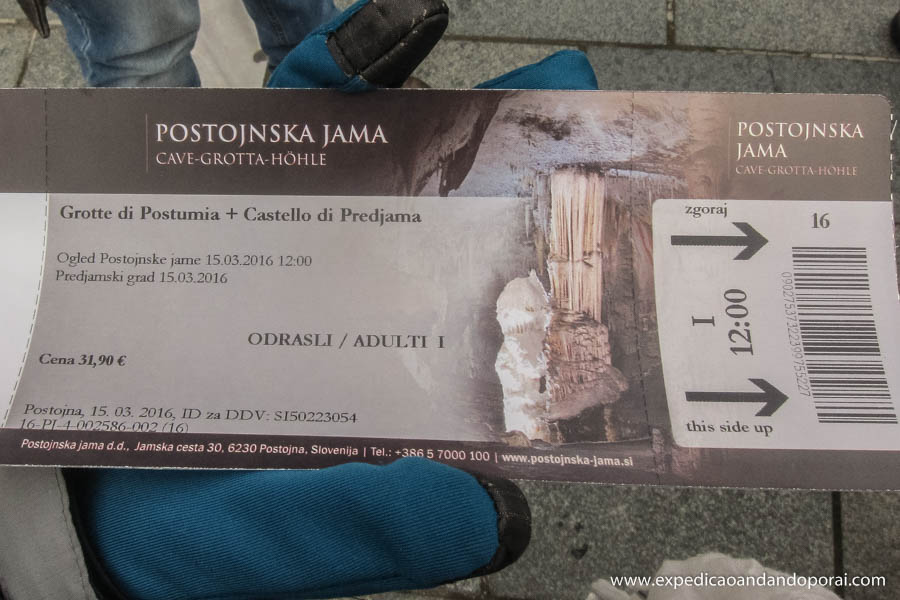 POSTOJNSKA JAMA
CAVE-GROTTA-HÖHLE
Grotte di Postumia + Castello di Predjama
Ogled Postojnske jame 15.03.2016 12:00
Predjamski grad 15.03.2016
ODRASLI / ADULTI I
Cena 31,90 €
Postojna, 15. 03. 2016, ID za DDV: SI50223054
16-PJ-4-002586-002 (16)
Postojnska jama d.d., Jamska cesta 30, 6230 Postojna, Slovenija | Tel.: +386 5 7000 100 | www.postojnska-jama.si
POSTOJNSKA
JAMA
CAVE-GROTTA-HÖHLE
zgoraj
16
I
12:00
this side up
www.expedicaoandandoporai.com